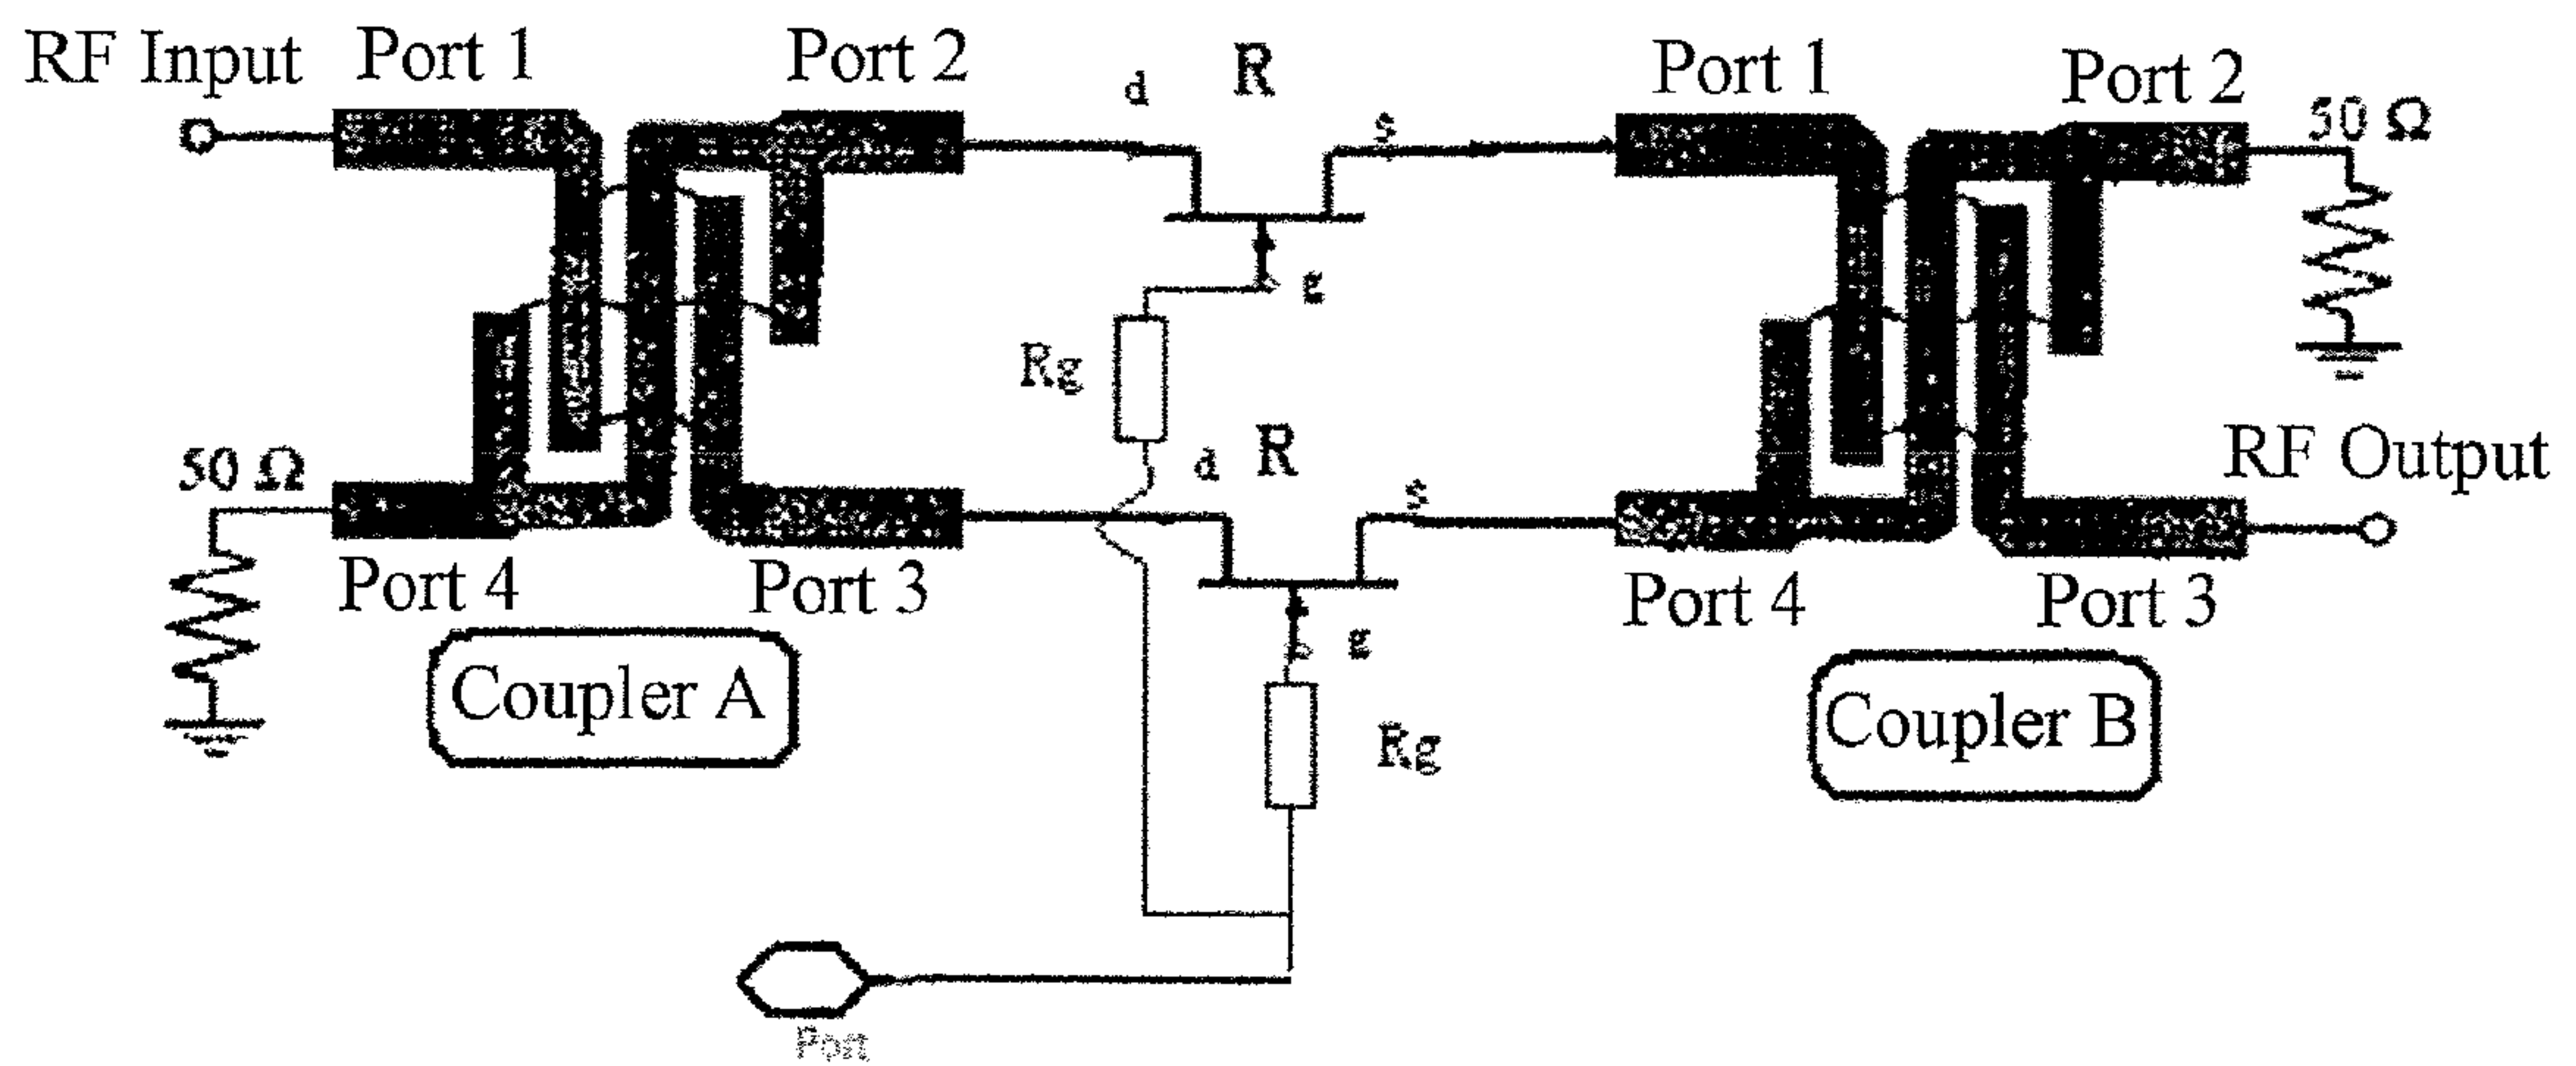 RF Input
Port 1
Port 2
d
R
s
Port 1
Port 2
50 Ω
g
Rg
50 Ω
d
R
s
RF Output
Port 4
Port 3
g
Port 4
Port 3
Coupler A
Rg
Coupler B
Port